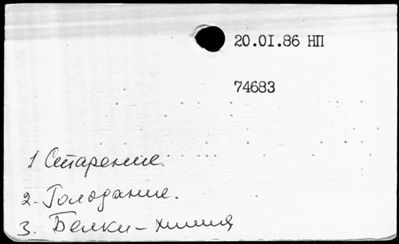 20.01.86 НП
74683
1 Старение.
2. Голодание.
3. Белки - химия